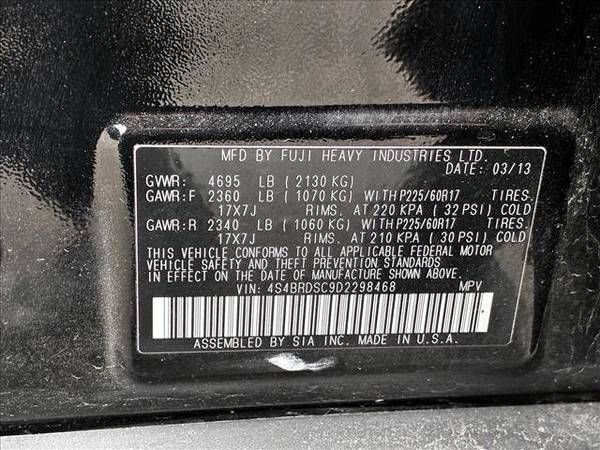 MFD BY FUJI HEAVY INDUSTRIES LTD.
DATE: 03/13
GVWR: 4695 LB ( 2130 KG)
GAWR:F 2360 LB ( 1070 KG) WITH P225/60R17 TIRES.
17X7J RIMS. AT 220 KPA ( 32 PSI) COLD
GAWR:R 2340 LB ( 1060 KG) WITH P225/60R17 TIRES.
17X7J RIMS. AT 210 KPA ( 30 PSI) COLD
THIS VEHICLE CONFORMS TO ALL APPLICABLE FEDERAL MOTOR
VEHICLE SAFETY AND THEFT PREVENTION STANDARDS
IN EFFECT ON THE DATE OF MANUFACTURE SHOWN ABOVE.
VIN: 4S4BRDSC9D2298468 MPV
ASSEMBLED BY SIA INC. MADE IN U.S.A.